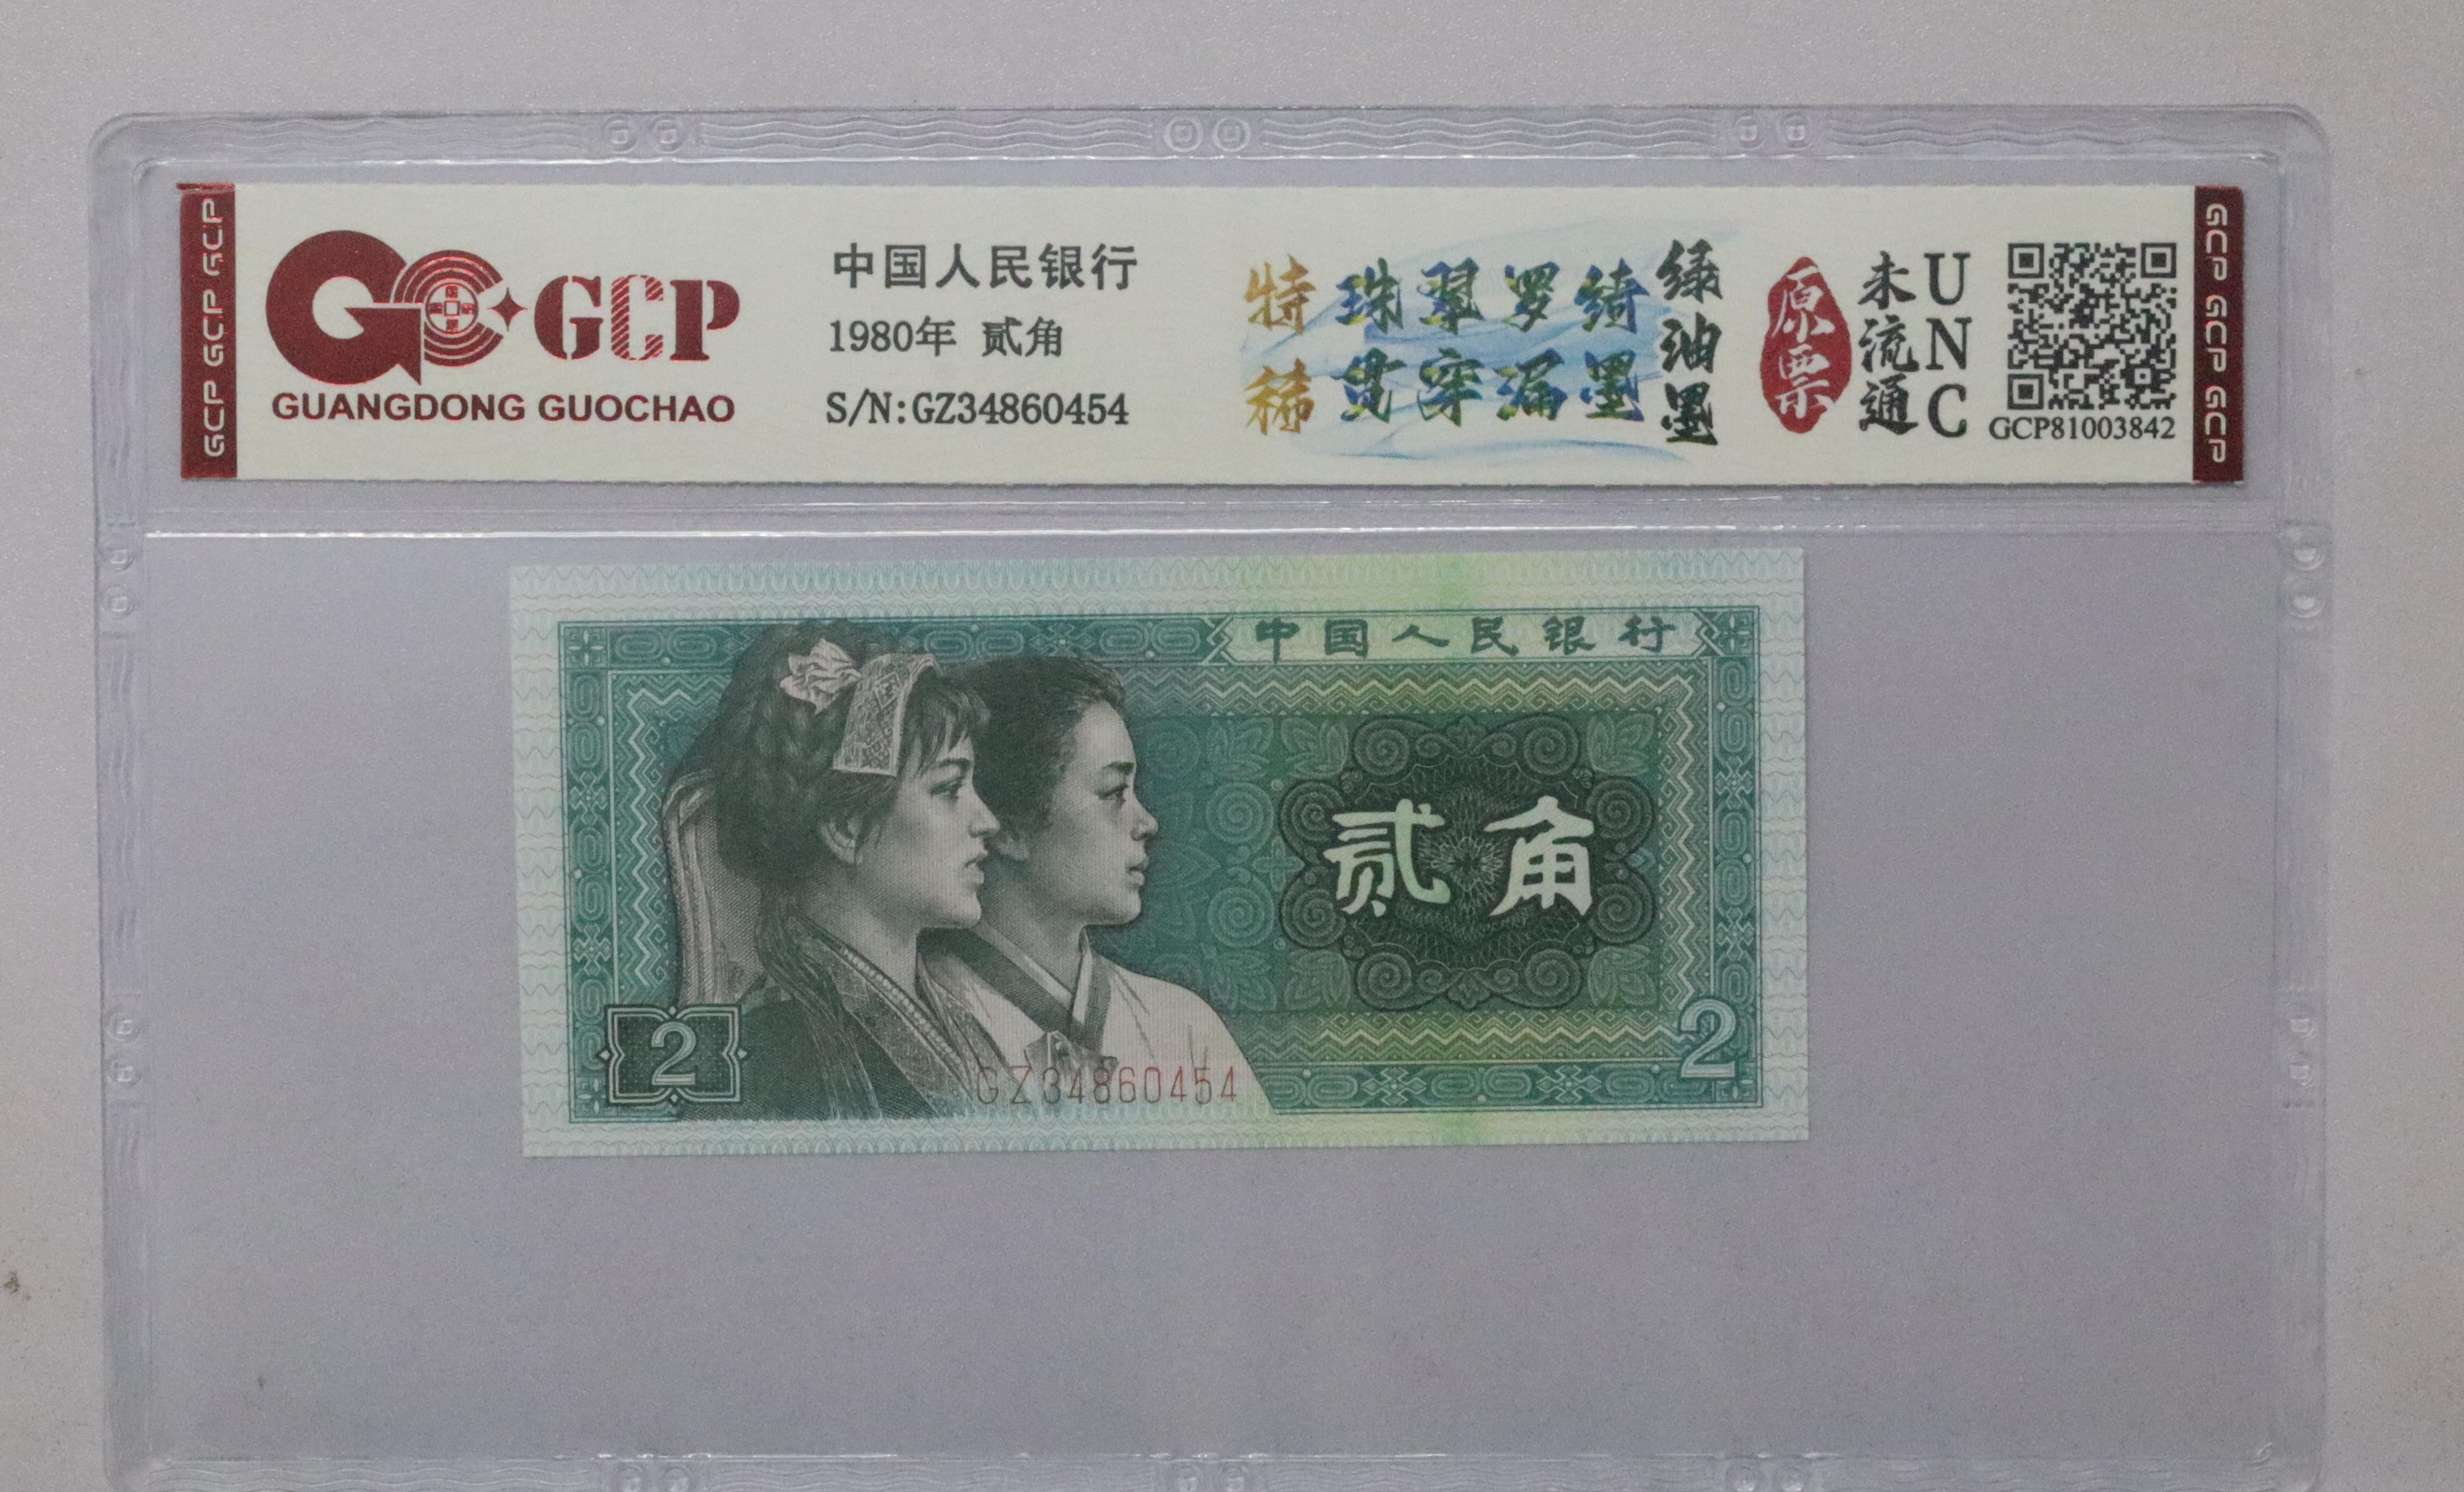 GCP GCP GCP
GCP
GUANGDONG GUOCHAO
中国人民银行
1980年 贰角
S/N:GZ34860454
特稀
珠翠罗绮
贯穿漏墨
绿油墨
原票
未流通
UNC
GCP81003842
GCP GCP GCP
中国人民银行
贰角
2
2
GZ34860454